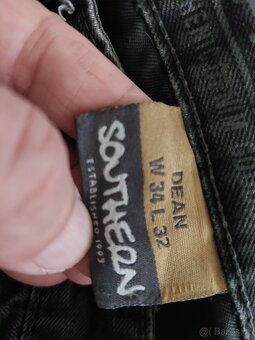 SOUTHERN
ESTABLISHED 1993
DEAN
W 34 L 32